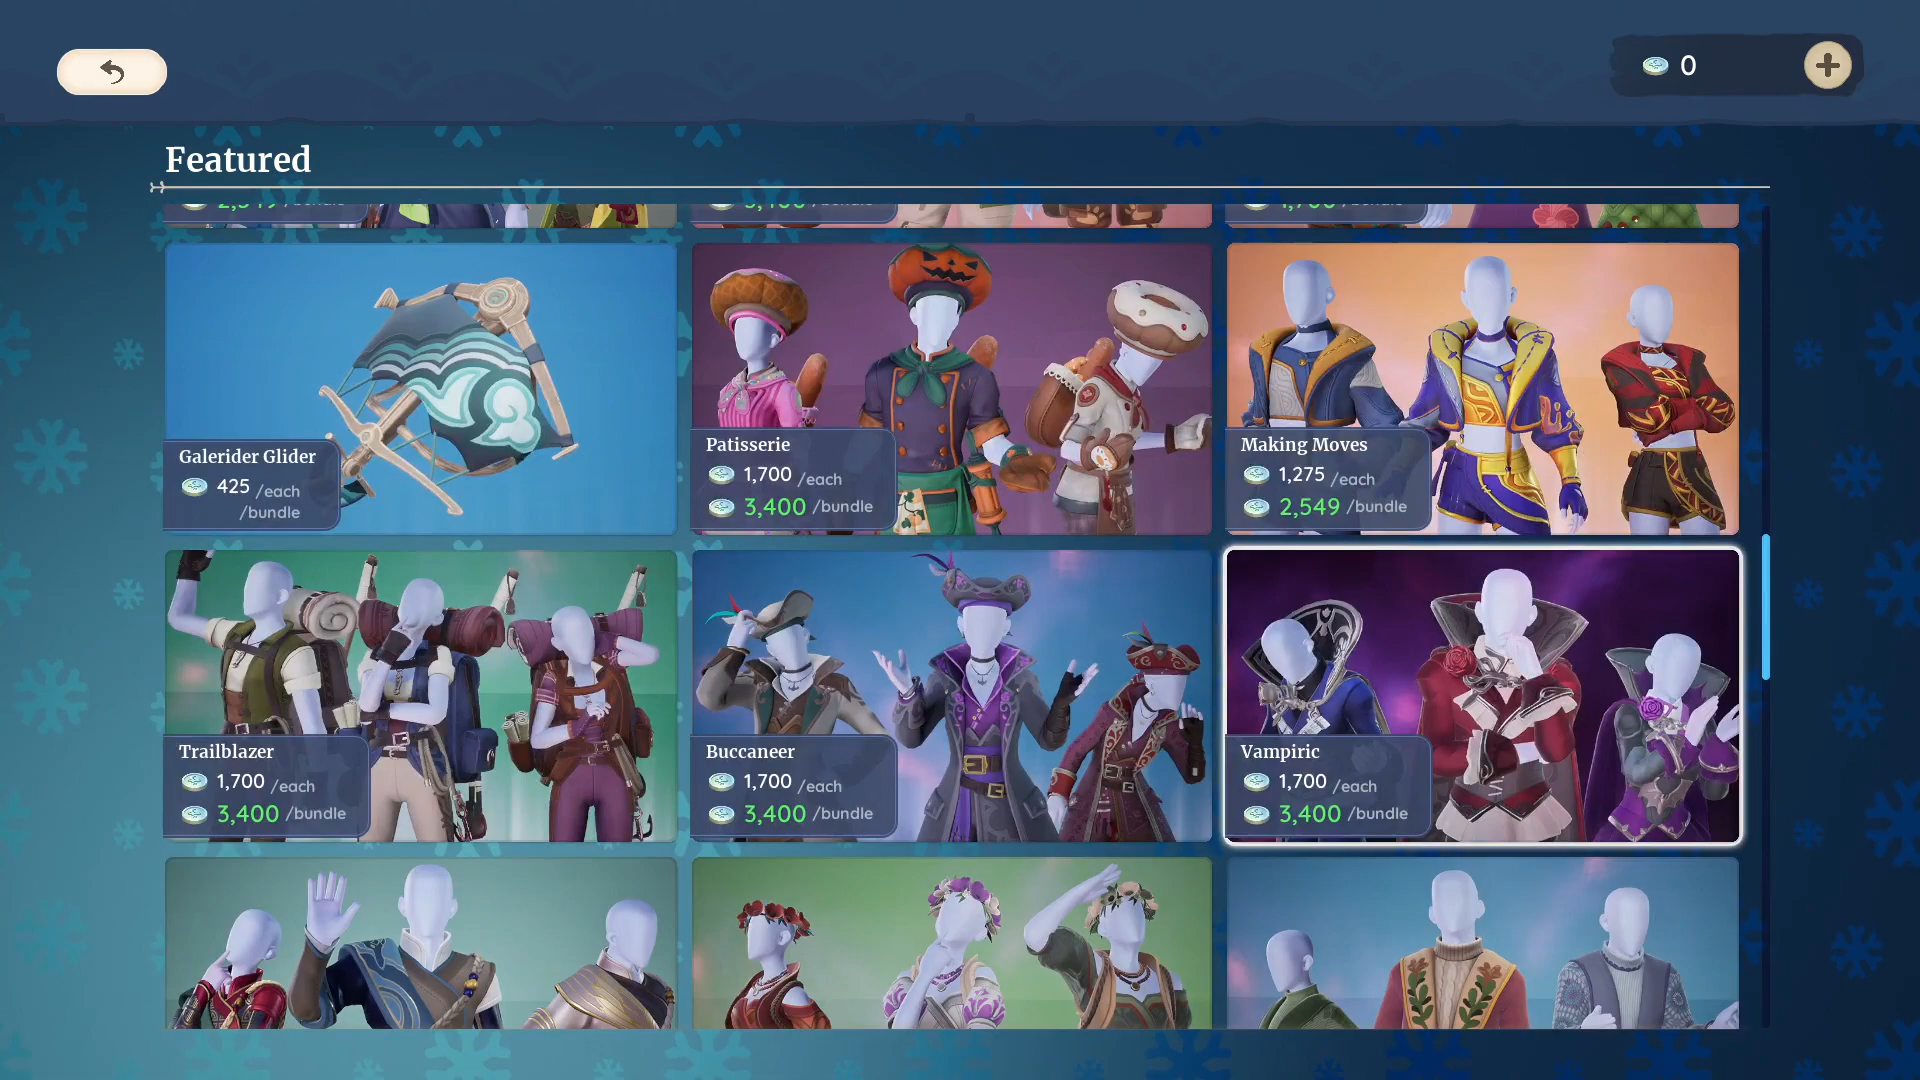 0
Featured
Galerider Glider
425 /each
/bundle
Patisserie
1,700 /each
3,400 /bundle
Making Moves
1,275 /each
2,549 /bundle
Trailblazer
1,700 /each
3,400 /bundle
Buccaneer
1,700 /each
3,400 /bundle
Vampiric
1,700 /each
3,400 /bundle